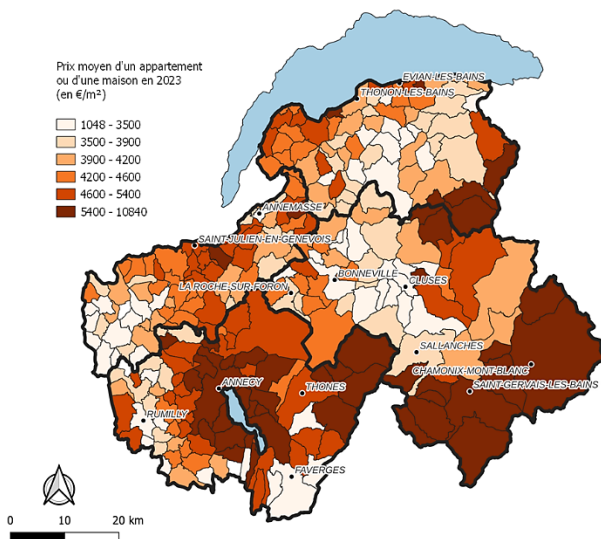 Prix moyen d'un appartement
ou d'une maison en 2023
(en €/m²)
1048 - 3500
3500 - 3900
3900 - 4200
4200 - 4600
4600 - 5400
5400 - 10840
EVIAN-LES-BAINS
THONON-LES-BAINS
ANNEMASSE
SAINT-JULIEN-EN-GENEVOIS
BONNEVILLE
CLUSES
LA ROCHE-SUR-FORON
SALLANCHES
CHAMONIX-MONT-BLANC
SAINT-GERVAIS-LES-BAINS
ANNECY
THONES
RUMILLY
FAVERGES
0 10 20 km